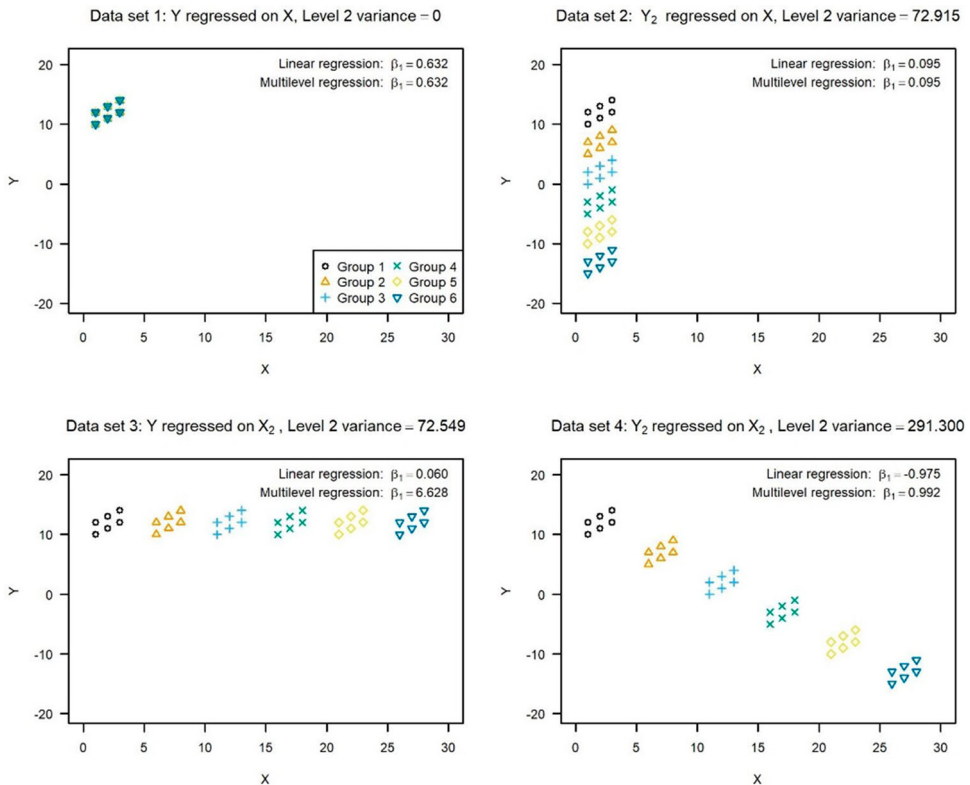 Data set 1: Y regressed on X, Level 2 variance = 0
Linear regression: β1 = 0.632
Multilevel regression: β1 = 0.632
20
10
0
-10
-20
Y
Group 1 Group 4
Group 2 Group 5
Group 3 Group 6
0 5 10 15 20 25 30
X
Data set 2: Y2 regressed on X, Level 2 variance = 72.915
Linear regression: β1 = 0.095
Multilevel regression: β1 = 0.095
20
10
0
-10
-20
Y
0 5 10 15 20 25 30
X
Data set 3: Y regressed on X2 , Level 2 variance = 72.549
Linear regression: β1 = 0.060
Multilevel regression: β1 = 6.628
20
10
0
-10
-20
Y
0 5 10 15 20 25 30
X
Data set 4: Y2 regressed on X2 , Level 2 variance = 291.300
Linear regression: β1 = -0.975
Multilevel regression: β1 = 0.992
20
10
0
-10
-20
Y
0 5 10 15 20 25 30
X